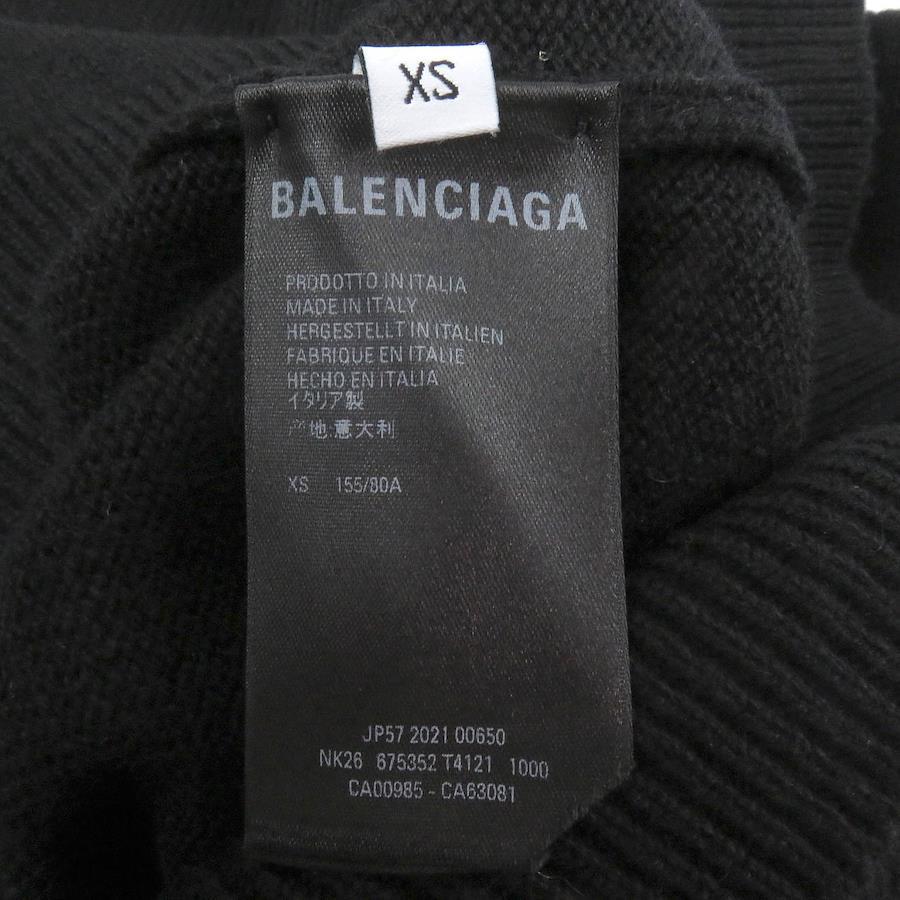 XS
BALENCIAGA
PRODOTTO IN ITALIA
MADE IN ITALY
HERGESTELLT IN ITALIEN
FABRIQUE EN ITALIE
HECHO EN ITALIA
イタリア製
产地:意大利
XS 155/80A
JP57 2021 00650
NK26 675352 T4121 1000
CA00985 - CA63081